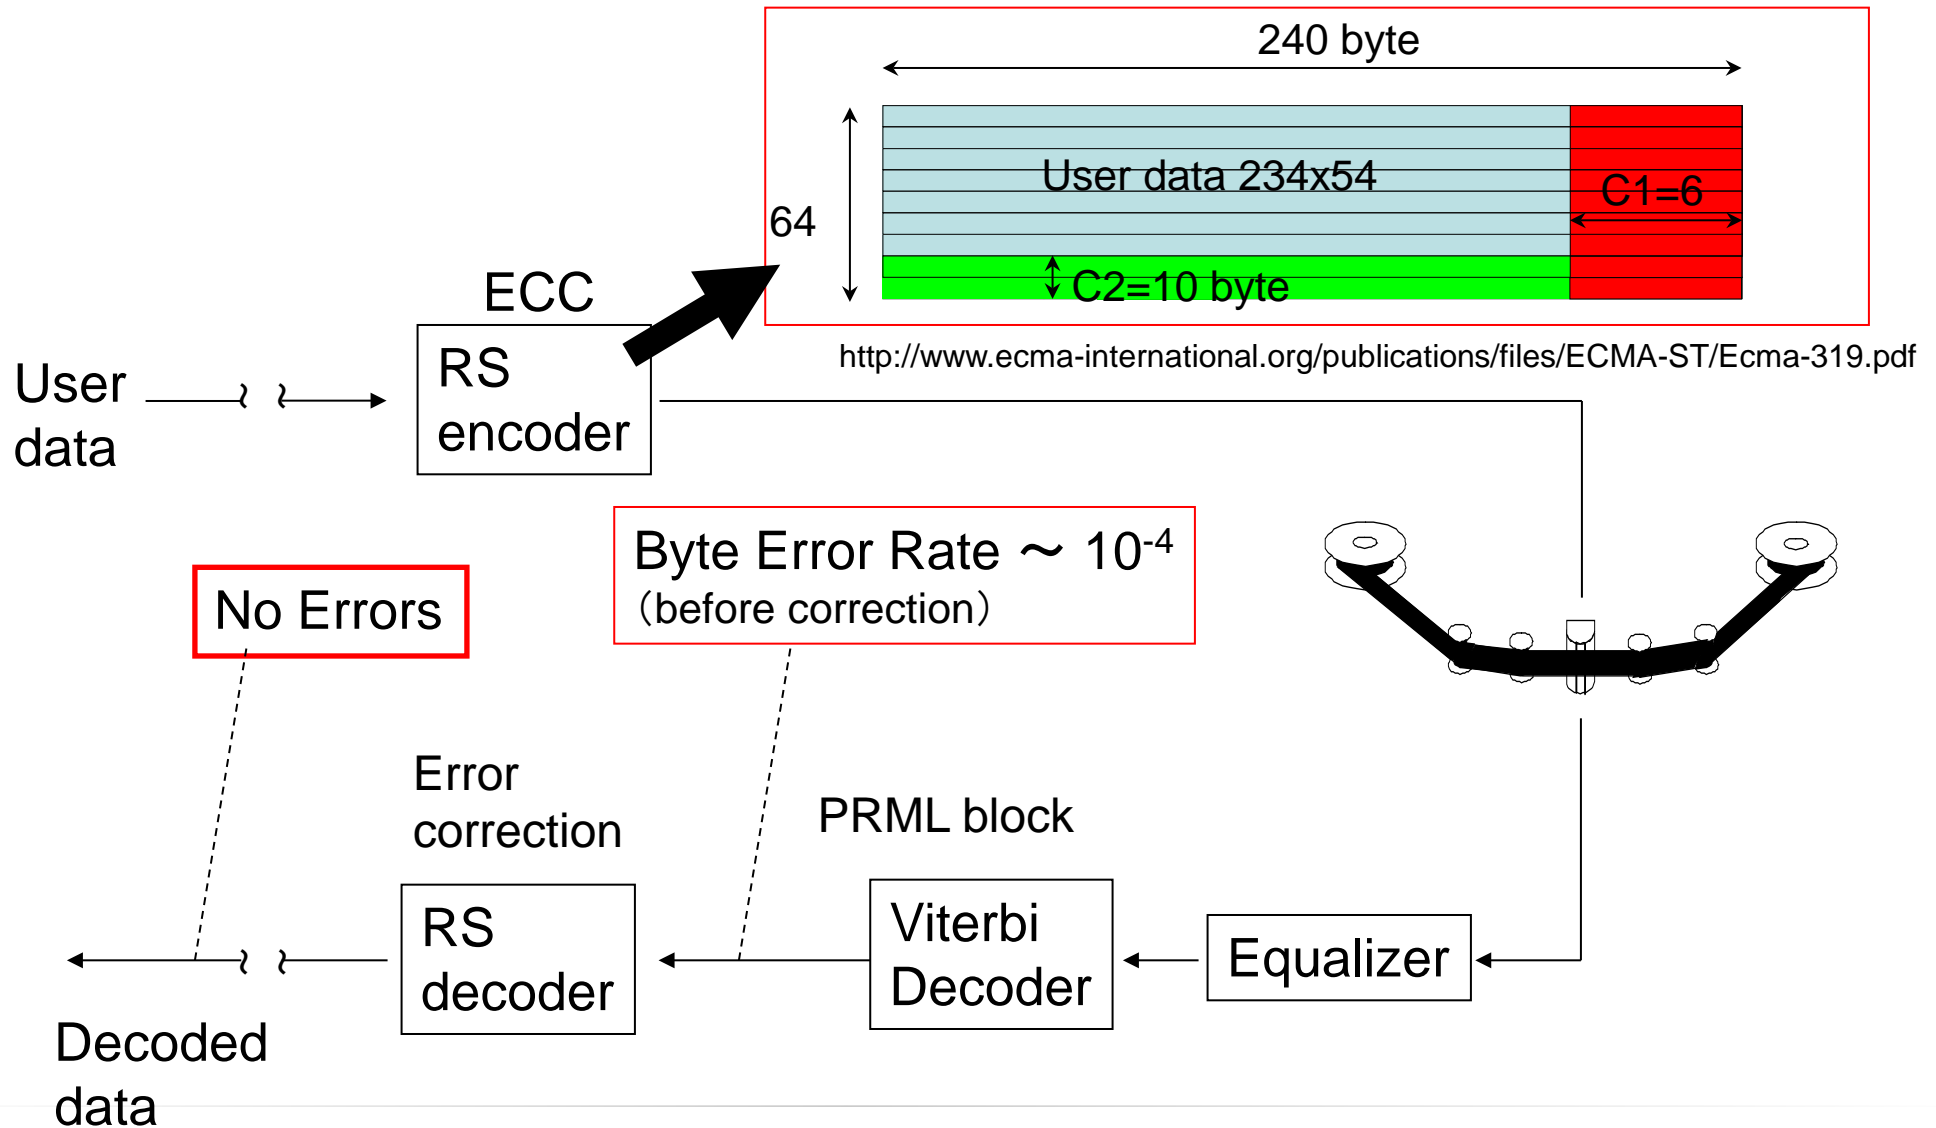 240 byte
User data 234x54
C1=6
64
C2=10 byte
ECC
RS
encoder
http://www.ecma-international.org/publications/files/ECMA-ST/Ecma-319.pdf
User
data
Byte Error Rate ～ 10-4
（before correction）
No Errors
Error
correction
PRML block
RS
decoder
Viterbi
Decoder
Equalizer
Decoded
data